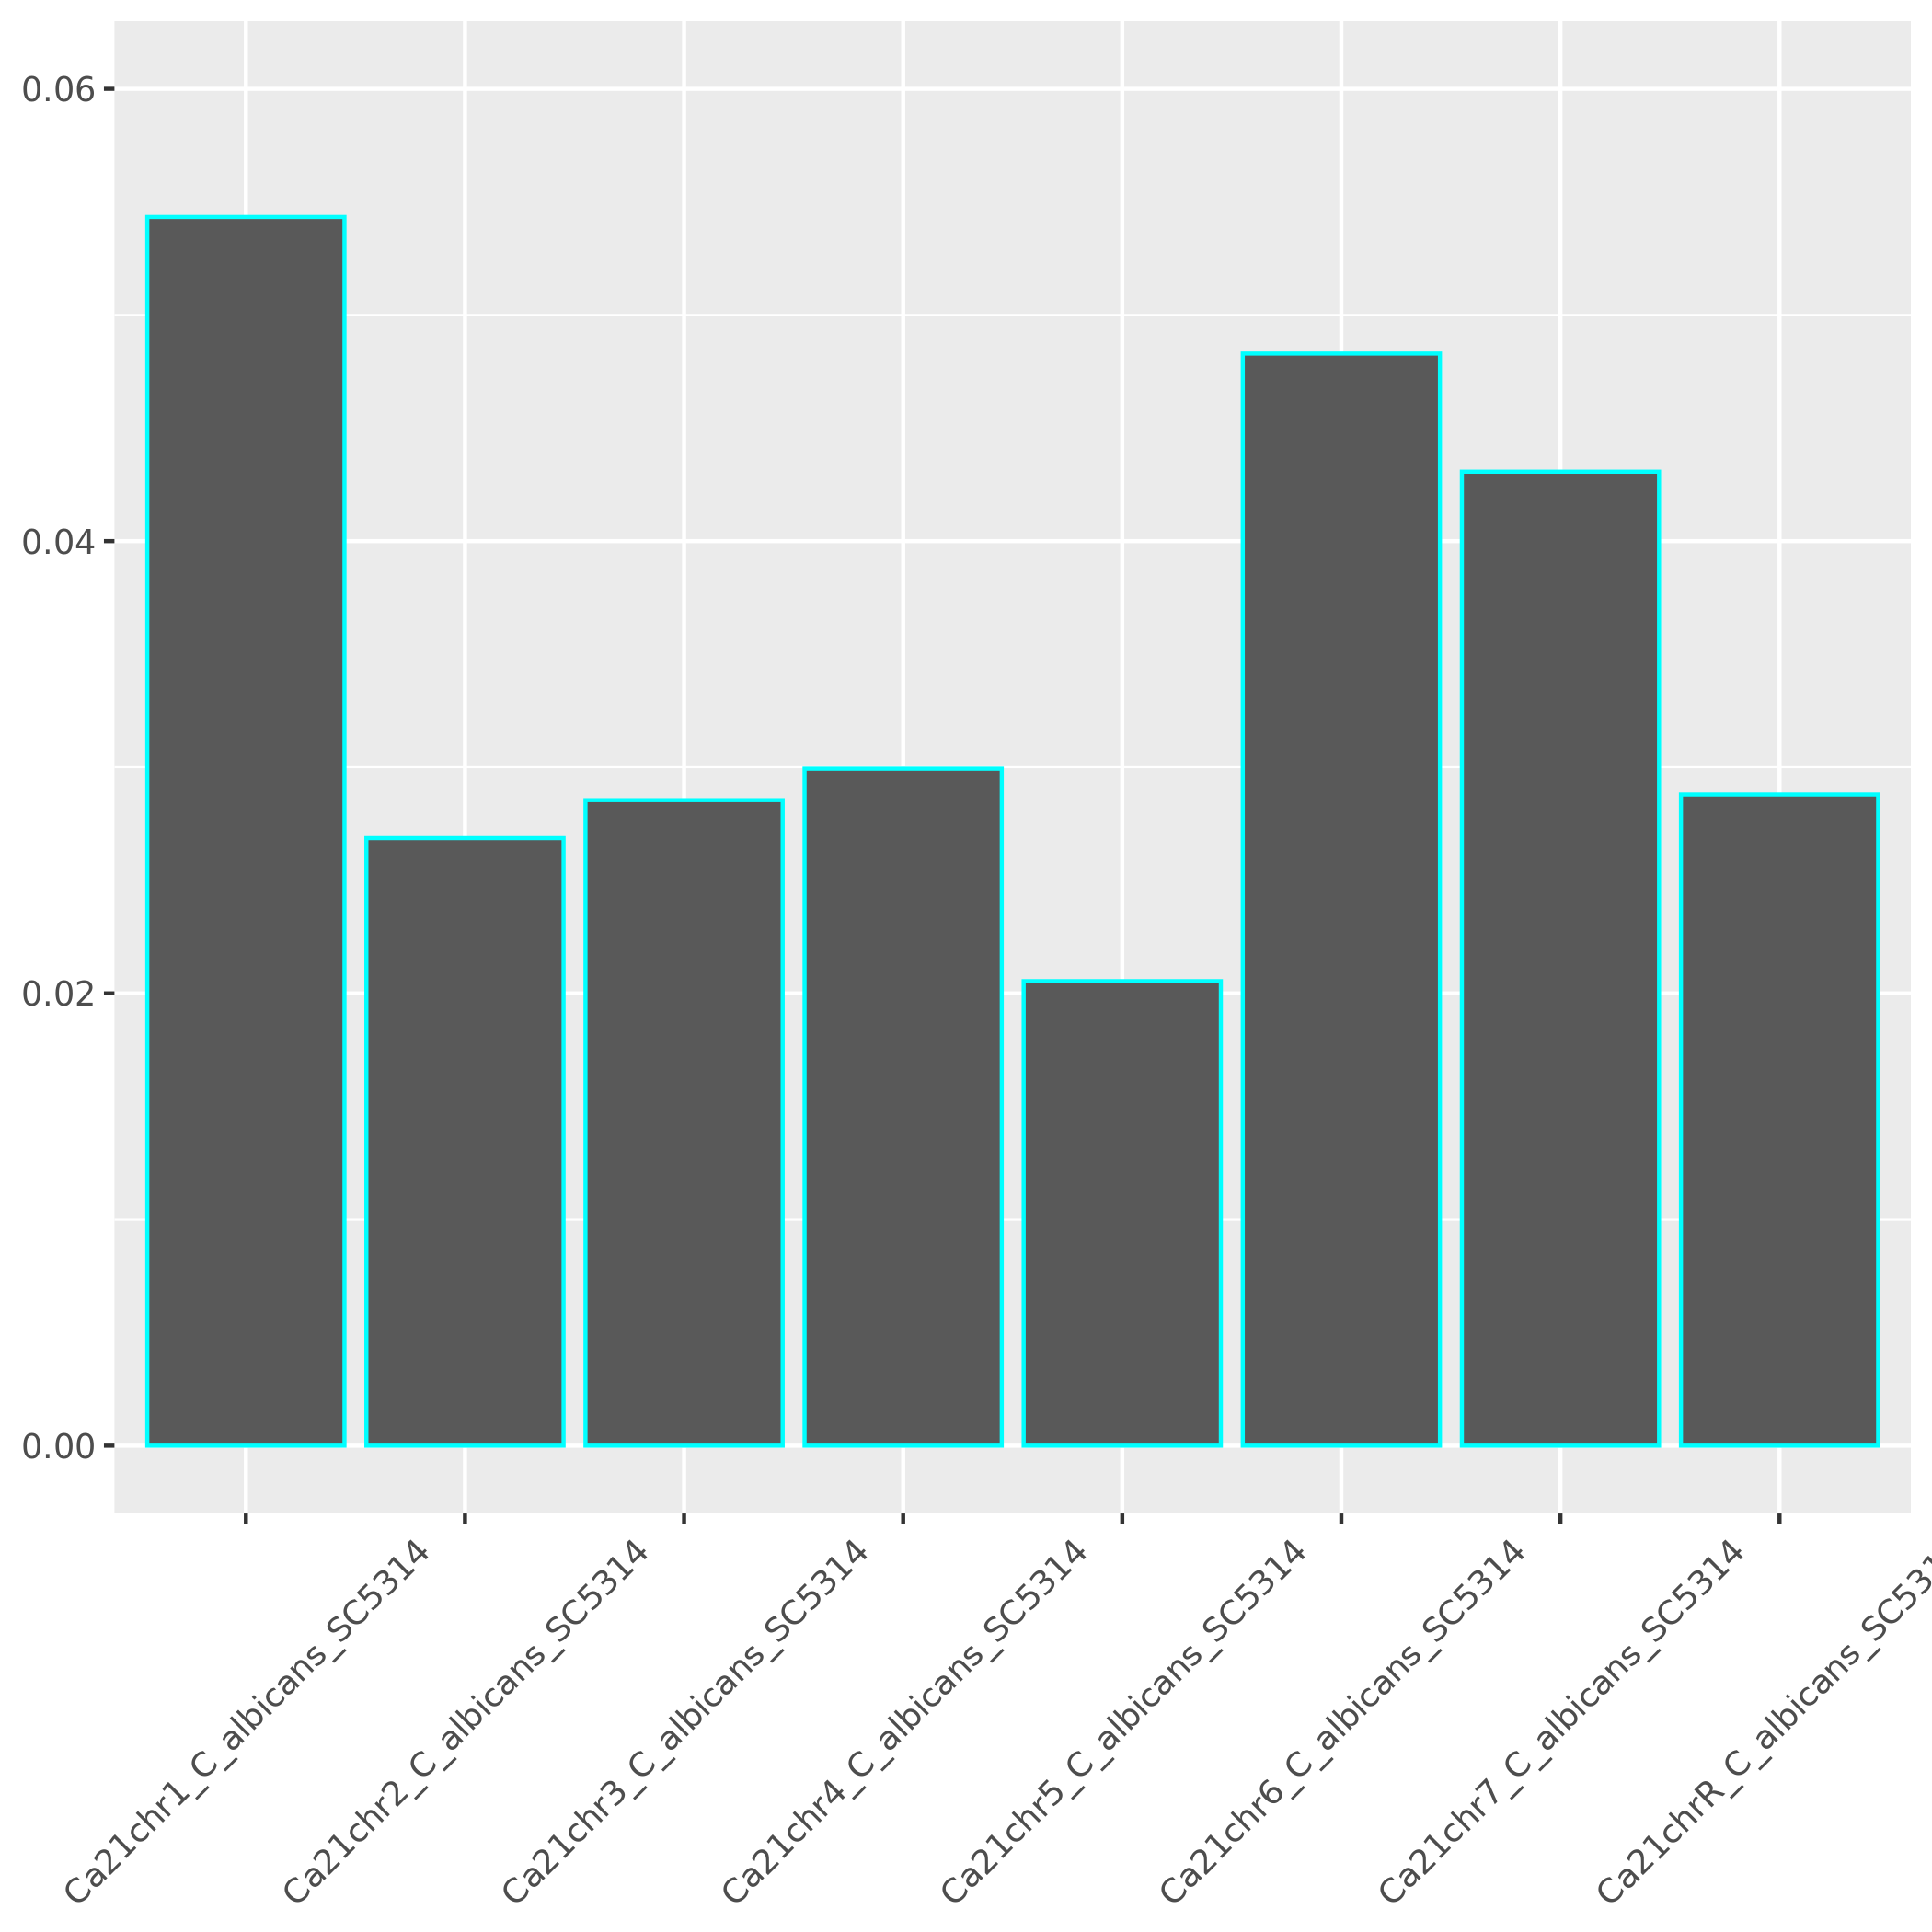 0.06
0.04
0.02
0.00
Ca21chr1_C_albicans_SC5314
Ca21chr2_C_albicans_SC5314
Ca21chr3_C_albicans_SC5314
Ca21chr4_C_albicans_SC5314
Ca21chr5_C_albicans_SC5314
Ca21chr6_C_albicans_SC5314
Ca21chr7_C_albicans_SC5314
Ca21chrR_C_albicans_SC531